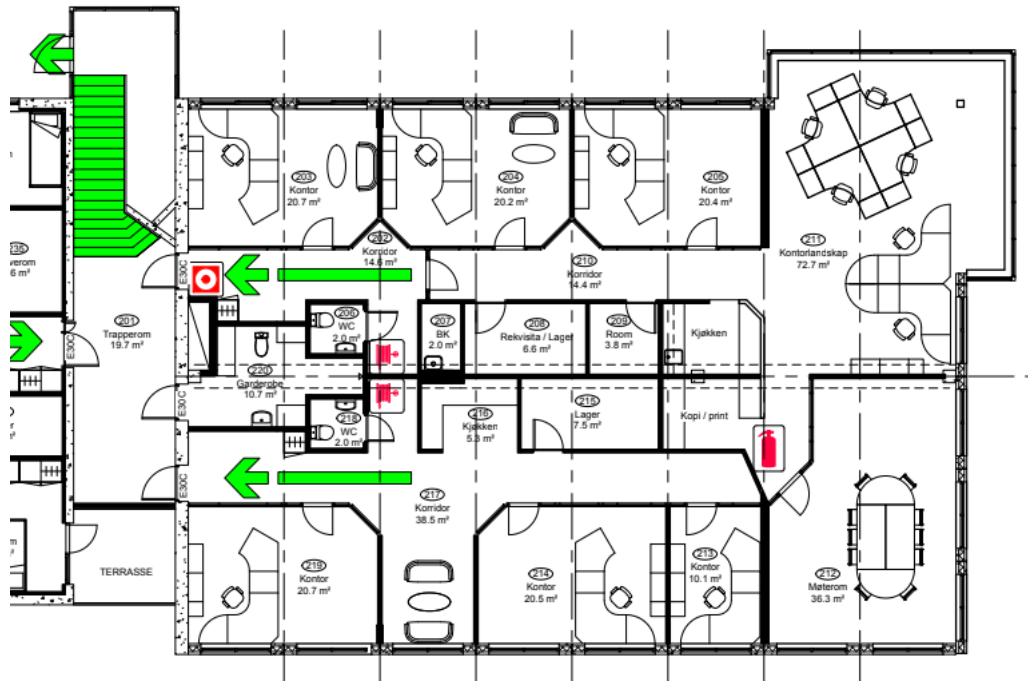 203
Kontor
20.7 m²
204
Kontor
20.2 m²
205
Kontor
20.4 m²
202
Korridor
14.6 m²
210
Korridor
14.4 m²
211
Kontorlandskap
72.7 m²
235
6 m²
E30C
201
Trapperom
19.7 m²
E30C
206
WC
2.0 m²
207
BK
2.0 m²
208
Rekvisita / Lager
6.6 m²
209
Room
3.8 m²
Kjøkken
220
Garderobe
10.7 m²
E30C
218
WC
2.0 m²
216
Kjøkken
5.3 m²
215
Lager
7.5 m²
Kopi / print
E30C
217
Korridor
38.5 m²
TERRASSE
219
Kontor
20.7 m²
214
Kontor
20.5 m²
213
Kontor
10.1 m²
212
Møterom
36.3 m²